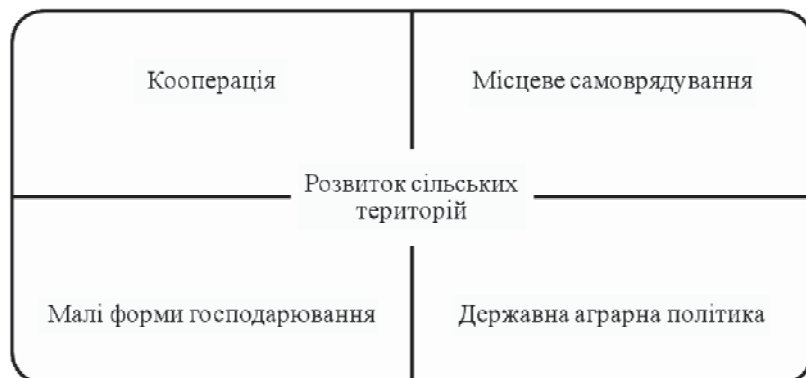 Кооперація
Місцеве самоврядування
Розвиток сільських
територій
Малі форми господарювання
Державна аграрна політика